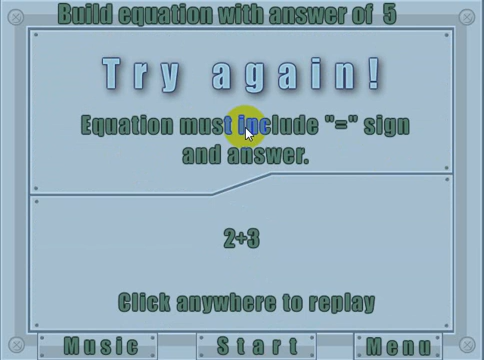 Build equation with answer of 5
Try again!
Equation must include "=" sign
and answer.
2+3
Click anywhere to replay
Music
Start
Menu